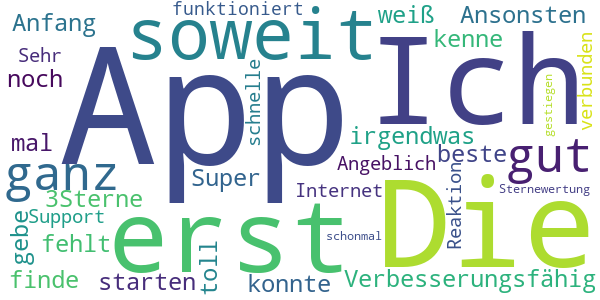 funktioniert
Anfang
soweit
weiß
Ansonsten
Sehr
App
Ich
kenne
noch
schnelle
gestiegen
verbunden
mal
irgendwas
ganz
Angeblich
beste
gut
Super
Internet
Reaktion
Sternewertung
3Sterne
erst
Die
gebe
Support
toll
schonmal
fehlt
finde
starten
konnte
Verbesserungsfähig